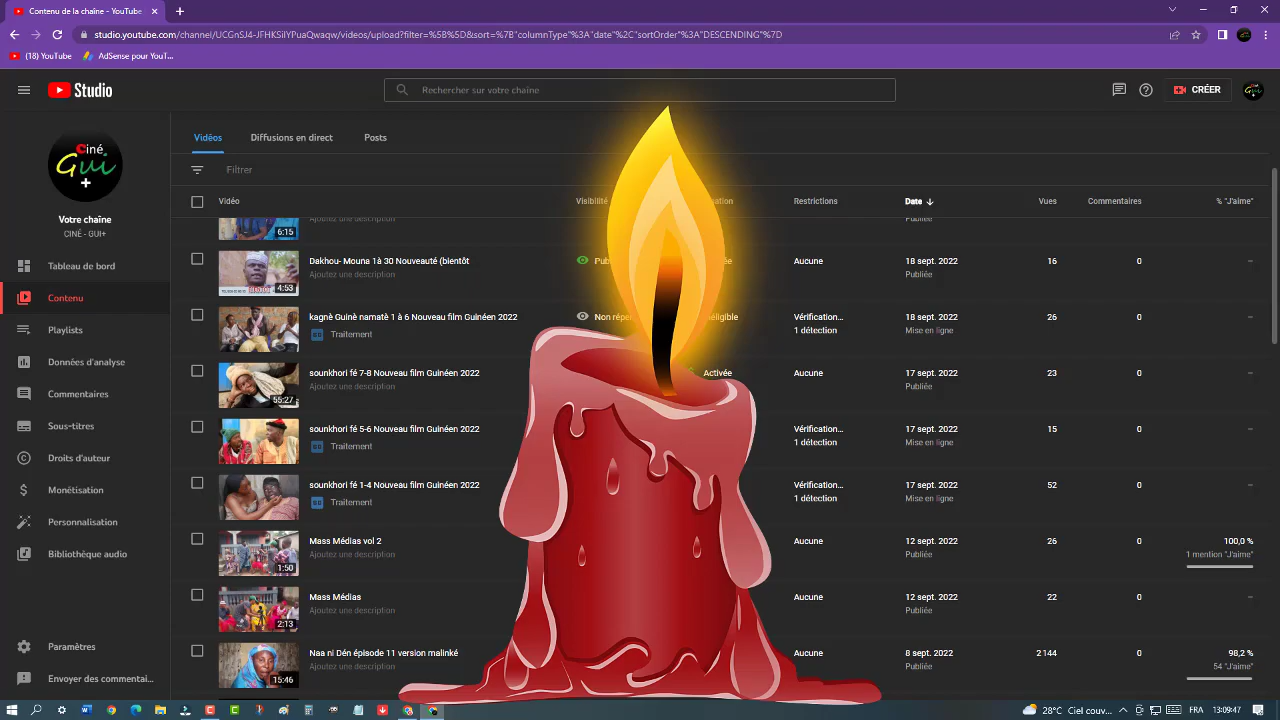 Contenu de la chaîne - YouTube
studio.youtube.com/channel/UCGnSJ4-JFHKSilYPuaQwaqw/videos/upload?filter=%5B%5D&sort=%7B"columnType"%3A"date"%2C"sortOrder"%3A"DESCENDING"%7D
(18) YouTube
AdSense pour YouT...
Studio
Rechercher sur votre chaîne
CRÉER
Ciné
Gui
+
Votre chaîne
CINÉ - GUI+
Tableau de bord
Contenu
Playlists
Données d'analyse
Commentaires
Sous-titres
Droits d'auteur
Monétisation
Personnalisation
Bibliothèque audio
Paramètres
Envoyer des commentai...
Vidéos Diffusions en direct Posts
Filtrer
Vidéo Visibilité Restrictions Date Vues Commentaires % "J'aime"
6:15 Ajoutez une description Publiée
Dakhou- Mouna 1à 30 Nouveauté (bientôt Aucune 18 sept. 2022 16 0 –
4:53 Ajoutez une description Publiée
kagnè Guinè namatè 1 à 6 Nouveau film Guinéen 2022 Vérification... 18 sept. 2022 26 0 –
Traitement 1 détection Mise en ligne
sounkhori fé 7-8 Nouveau film Guinéen 2022 Activée Aucune 17 sept. 2022 23 0 –
55:27 Ajoutez une description Publiée
sounkhori fé 5-6 Nouveau film Guinéen 2022 Vérification... 17 sept. 2022 15 0 –
Traitement 1 détection Mise en ligne
sounkhori fé 1-4 Nouveau film Guinéen 2022 Vérification... 17 sept. 2022 52 0 –
Traitement 1 détection Mise en ligne
Mass Médias vol 2 Aucune 12 sept. 2022 26 0 100,0 %
1:50 Ajoutez une description Publiée 1 mention "J'aime"
Mass Médias Aucune 12 sept. 2022 22 0 –
2:13 Ajoutez une description Publiée
Naa ni Dén épisode 11 version malinké Aucune 8 sept. 2022 2144 0 98,2 %
15:46 Ajoutez une description Publiée 54 "J'aime"
28°C Ciel couv... FRA 13:09:47